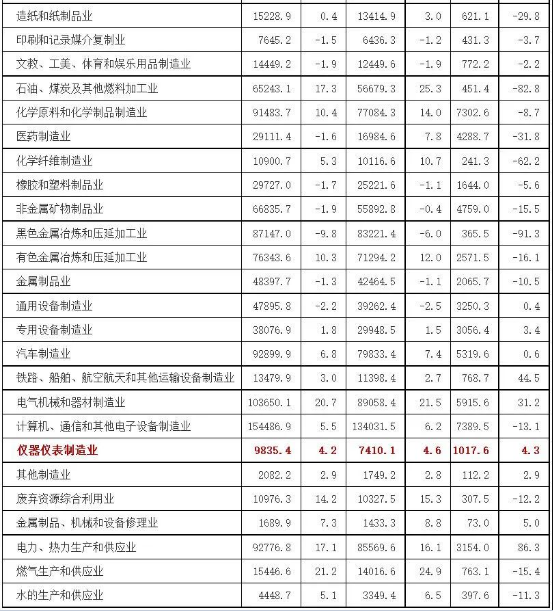 造纸和纸制品业 15228.9 0.4 13414.9 3.0 621.1 -29.8
印刷和记录媒介复制业 7645.2 -1.5 6436.3 -1.2 431.3 -3.7
文教、工美、体育和娱乐用品制造业 14449.2 -1.9 12449.6 -1.9 772.2 -2.2
石油、煤炭及其他燃料加工业 65243.1 17.3 56679.3 25.3 451.4 -82.8
化学原料和化学制品制造业 91483.7 10.4 77084.3 14.0 7302.6 -8.7
医药制造业 29111.4 -1.6 16984.6 7.8 4288.7 -31.8
化学纤维制造业 10900.7 5.3 10116.6 10.7 241.3 -62.2
橡胶和塑料制品业 29727.0 -1.7 25221.6 -1.1 1644.0 -5.6
非金属矿物制品业 66835.7 -1.9 55892.8 -0.4 4759.0 -15.5
黑色金属冶炼和压延加工业 87147.0 -9.8 83221.4 -6.0 365.5 -91.3
有色金属冶炼和压延加工业 76343.6 10.3 71294.2 12.0 2571.5 -16.1
金属制品业 48397.7 -1.3 42464.5 -1.1 2065.7 -10.5
通用设备制造业 47895.8 -2.2 39262.4 -2.5 3250.3 0.4
专用设备制造业 38076.9 1.8 29948.5 1.5 3056.4 3.4
汽车制造业 92899.9 6.8 79833.4 7.4 5319.6 0.6
铁路、船舶、航空航天和其他运输设备制造业 13479.9 3.0 11398.4 2.7 768.7 44.5
电气机械和器材制造业 103650.1 20.7 89058.4 21.5 5915.6 31.2
计算机、通信和其他电子设备制造业 154486.9 5.5 134031.5 6.2 7389.5 -13.1
仪器仪表制造业 9835.4 4.2 7410.1 4.6 1017.6 4.3
其他制造业 2082.2 2.9 1749.2 2.8 112.2 2.9
废弃资源综合利用业 10976.3 14.2 10327.5 15.3 307.5 -12.2
金属制品、机械和设备修理业 1689.9 7.3 1433.3 8.8 73.0 5.0
电力、热力生产和供应业 92776.8 17.1 85569.6 16.1 3154.0 86.3
燃气生产和供应业 15446.6 21.2 14016.6 24.9 763.1 -15.4
水的生产和供应业 4448.7 5.1 3349.4 6.5 397.6 -11.3